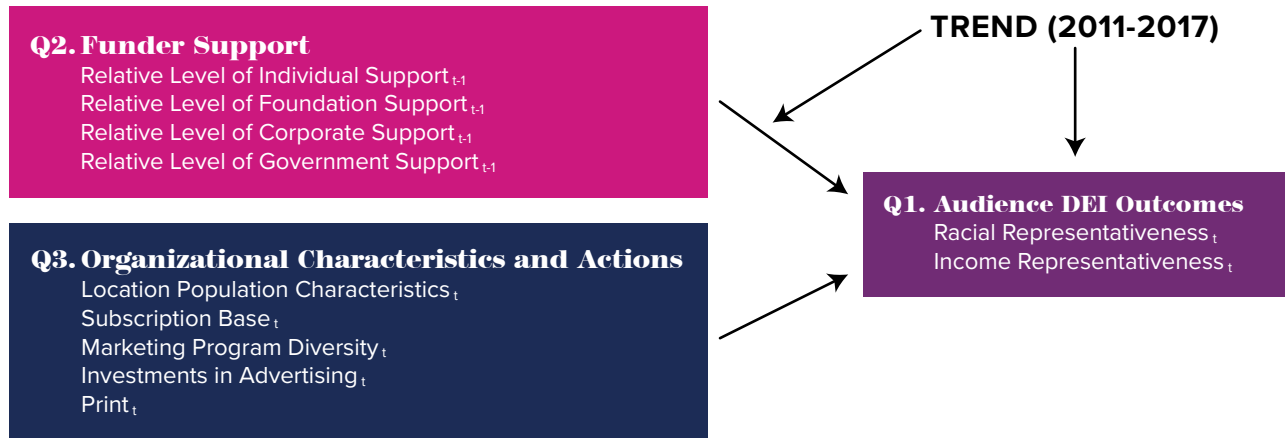 Q2. Funder Support
Relative Level of Individual Support t-1
Relative Level of Foundation Support t-1
Relative Level of Corporate Support t-1
Relative Level of Government Support t-1
TREND (2011-2017)
Q3. Organizational Characteristics and Actions
Location Population Characteristics t
Subscription Base t
Marketing Program Diversity t
Investments in Advertising t
Print t
Q1. Audience DEI Outcomes
Racial Representativeness t
Income Representativeness t